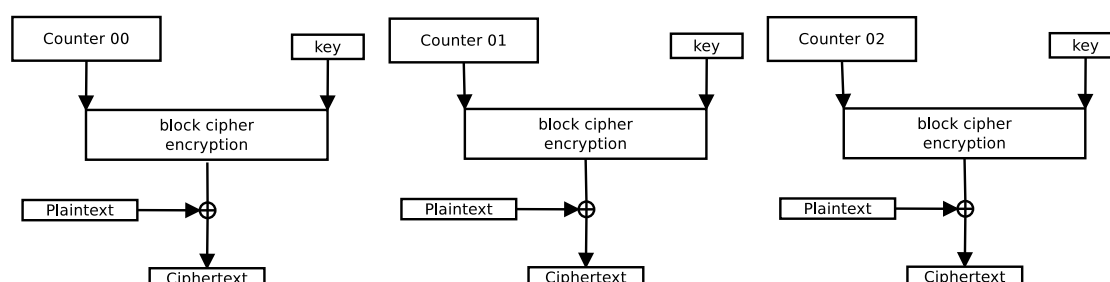 Counter 00
key
Counter 01
key
Counter 02
key
block cipher
encryption
block cipher
encryption
block cipher
encryption
Plaintext
Plaintext
Plaintext
Ciphertext
Ciphertext
Ciphertext